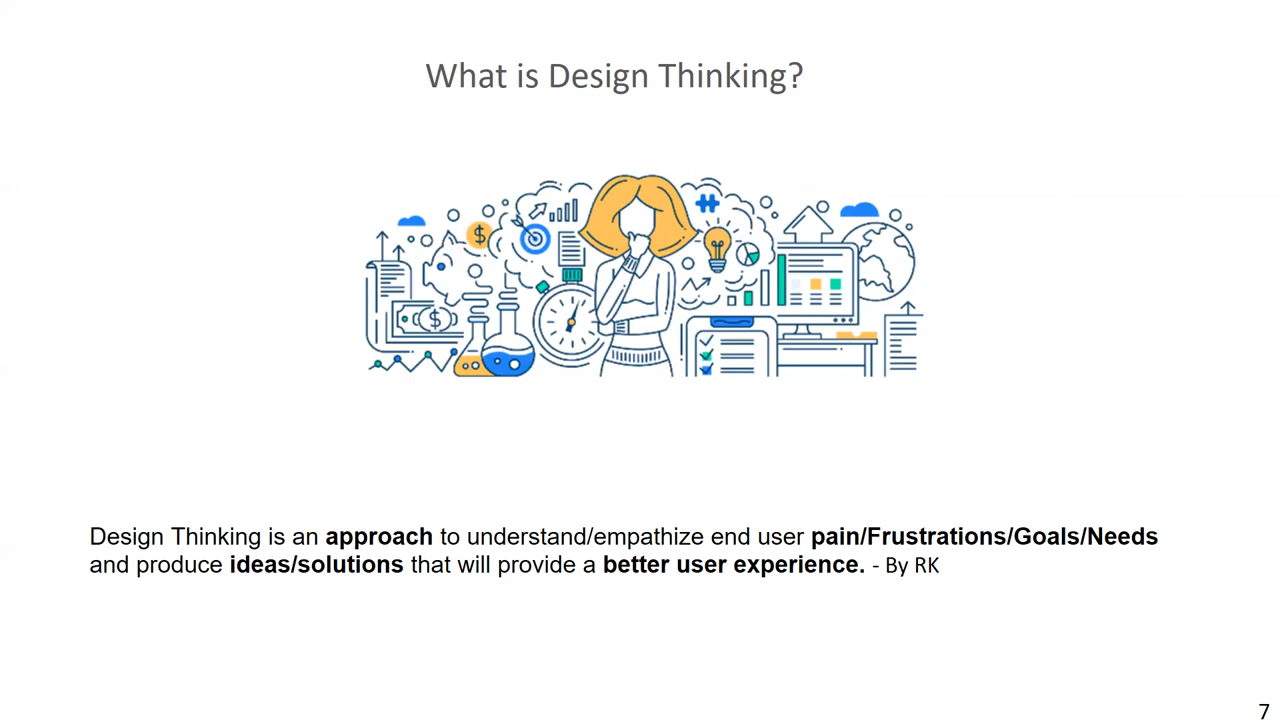 What is Design Thinking?
$
$
Design Thinking is an approach to understand/empathize end user pain/Frustrations/Goals/Needs
and produce ideas/solutions that will provide a better user experience. - By RK
7